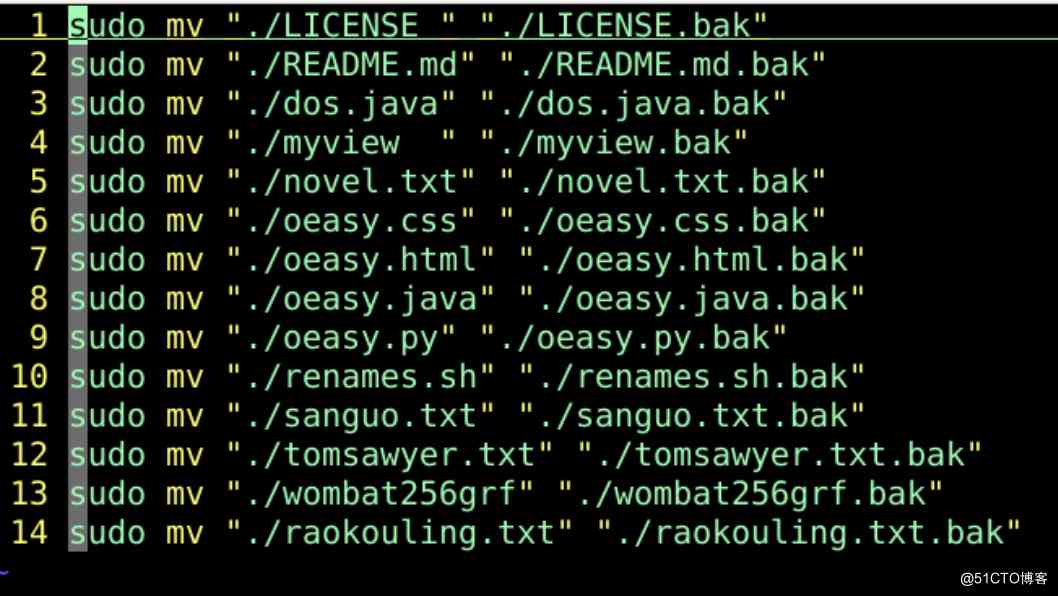 1 sudo mv "./LICENSE " "./LICENSE.bak"
2 sudo mv "./README.md" "./README.md.bak"
3 sudo mv "./dos.java" "./dos.java.bak"
4 sudo mv "./myview  " "./myview.bak"
5 sudo mv "./novel.txt" "./novel.txt.bak"
6 sudo mv "./oeasy.css" "./oeasy.css.bak"
7 sudo mv "./oeasy.html" "./oeasy.html.bak"
8 sudo mv "./oeasy.java" "./oeasy.java.bak"
9 sudo mv "./oeasy.py" "./oeasy.py.bak"
10 sudo mv "./renames.sh" "./renames.sh.bak"
11 sudo mv "./sanguo.txt" "./sanguo.txt.bak"
12 sudo mv "./tomsawyer.txt" "./tomsawyer.txt.bak"
13 sudo mv "./wombat256grf" "./wombat256grf.bak"
14 sudo mv "./raokouling.txt" "./raokouling.txt.bak"
~
@51CTO博客